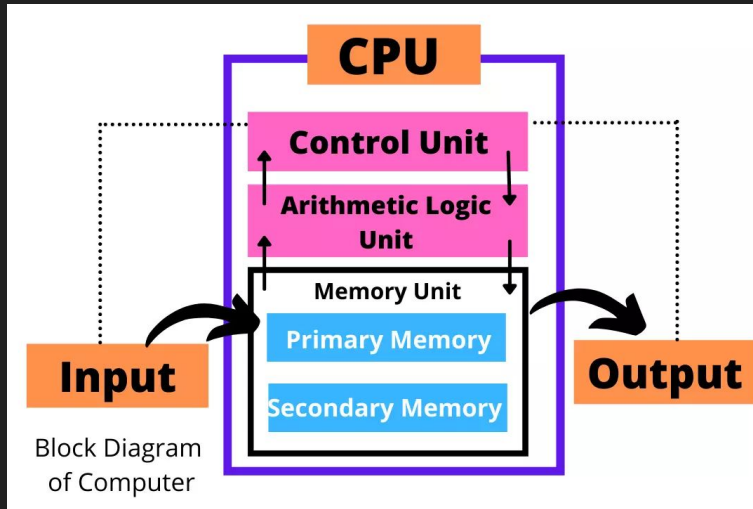 CPU
Control Unit
Arithmetic Logic
Unit
Memory Unit
Primary Memory
Secondary Memory
Input
Output
Block Diagram
of Computer